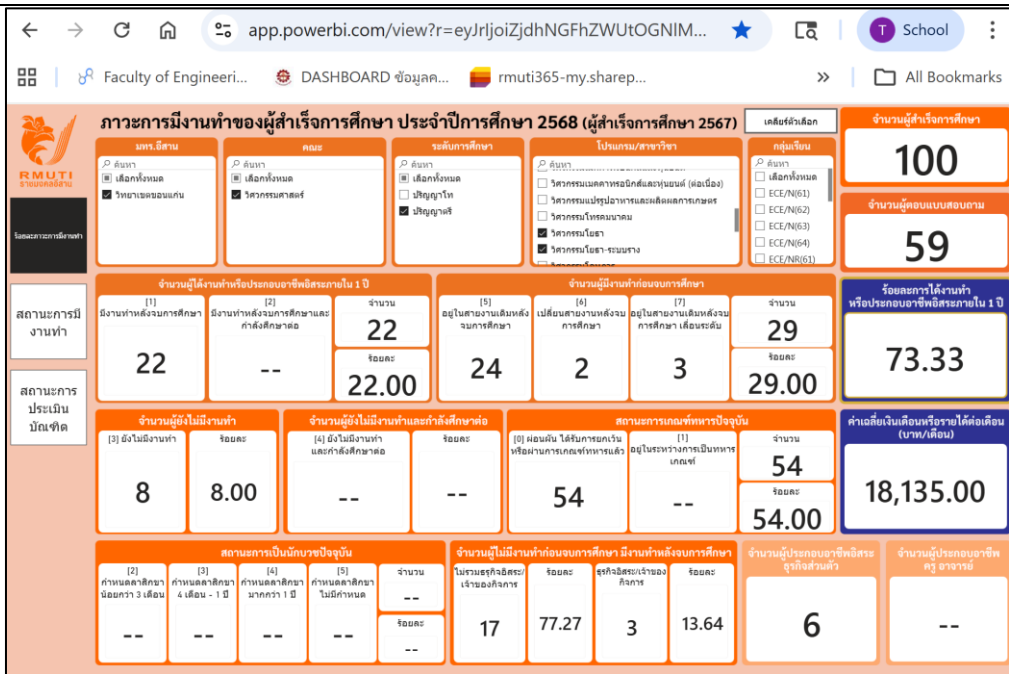 app.powerbi.com/view?r=eyJrIjoiZjdhNGFhZWUtOGNlM...
School
Faculty of Engineeri...
DASHBOARD ข้อมูลค...
rmuti365-my.sharep...
All Bookmarks
RMUTI
ราชมงคลอีสาน
ภาวะการมีงานทำของผู้สำเร็จการศึกษา ประจำปีการศึกษา 2568 (ผู้สำเร็จการศึกษา 2567)
เคลียร์ตัวเลือก
มทร.อีสาน
ค้นหา
เลือกทั้งหมด
วิทยาเขตขอนแก่น
คณะ
ค้นหา
เลือกทั้งหมด
วิศวกรรมศาสตร์
ระดับการศึกษา
ค้นหา
เลือกทั้งหมด
ปริญญาโท
ปริญญาตรี
โปรแกรม/สาขาวิชา
ค้นหา
วิศวกรรมเมคคาทรอนิกส์และหุ่นยนต์ (ต่อเนื่อง)
วิศวกรรมแปรรูปอาหารและผลิตผลการเกษตร
วิศวกรรมโทรคมนาคม
วิศวกรรมโยธา
วิศวกรรมโยธา-ระบบราง
กลุ่มเรียน
ค้นหา
เลือกทั้งหมด
ECE/N(61)
ECE/N(62)
ECE/N(63)
ECE/N(64)
ECE/NR(61)
จำนวนผู้สำเร็จการศึกษา
100
จำนวนผู้ตอบแบบสอบถาม
59
ร้อยละภาวะการมีงานทำ
สถานะการมี
งานทำ
สถานะการ
ประเมิน
บัณฑิต
จำนวนผู้ได้งานทำหรือประกอบอาชีพอิสระภายใน 1 ปี
[1]
มีงานทำหลังจบการศึกษา
22
[2]
มีงานทำหลังจบการศึกษาและ
กำลังศึกษาต่อ
--
จำนวน
22
ร้อยละ
22.00
จำนวนผู้มีงานทำก่อนจบการศึกษา
[5]
อยู่ในสายงานเดิมหลัง
จบการศึกษา
24
[6]
เปลี่ยนสายงานหลังจบ
การศึกษา
2
[7]
อยู่ในสายงานเดิมหลังจบ
การศึกษา เลื่อนระดับ
3
จำนวน
29
ร้อยละ
29.00
ร้อยละการได้งานทำ
หรือประกอบอาชีพอิสระภายใน 1 ปี
73.33
จำนวนผู้ยังไม่มีงานทำ
[3] ยังไม่มีงานทำ
8
ร้อยละ
8.00
จำนวนผู้ยังไม่มีงานทำและกำลังศึกษาต่อ
[4] ยังไม่มีงานทำ
และกำลังศึกษาต่อ
--
ร้อยละ
--
สถานะการเกณฑ์ทหารปัจจุบัน
[0] ผ่อนผัน ได้รับการยกเว้น
หรือผ่านการเกณฑ์ทหารแล้ว
54
[1]
อยู่ในระหว่างการเป็นทหาร
เกณฑ์
--
จำนวน
54
ร้อยละ
54.00
ค่าเฉลี่ยเงินเดือนหรือรายได้ต่อเดือน
(บาท/เดือน)
18,135.00
สถานะการเป็นนักบวชปัจจุบัน
[2]
กำหนดลาสิกขา
น้อยกว่า 3 เดือน
--
[3]
กำหนดลาสิกขา
4 เดือน - 1 ปี
--
[4]
กำหนดลาสิกขา
มากกว่า 1 ปี
--
[5]
กำหนดลาสิกขา
ไม่มีกำหนด
--
จำนวน
--
ร้อยละ
--
จำนวนผู้ไม่มีงานทำก่อนจบการศึกษา มีงานทำหลังจบการศึกษา
ไม่รวมธุรกิจอิสระ/
เจ้าของกิจการ
17
ร้อยละ
77.27
ธุรกิจอิสระ/เจ้าของ
กิจการ
3
ร้อยละ
13.64
จำนวนผู้ประกอบอาชีพอิสระ
ธุรกิจส่วนตัว
6
จำนวนผู้ประกอบอาชีพ
ครู อาจารย์
--